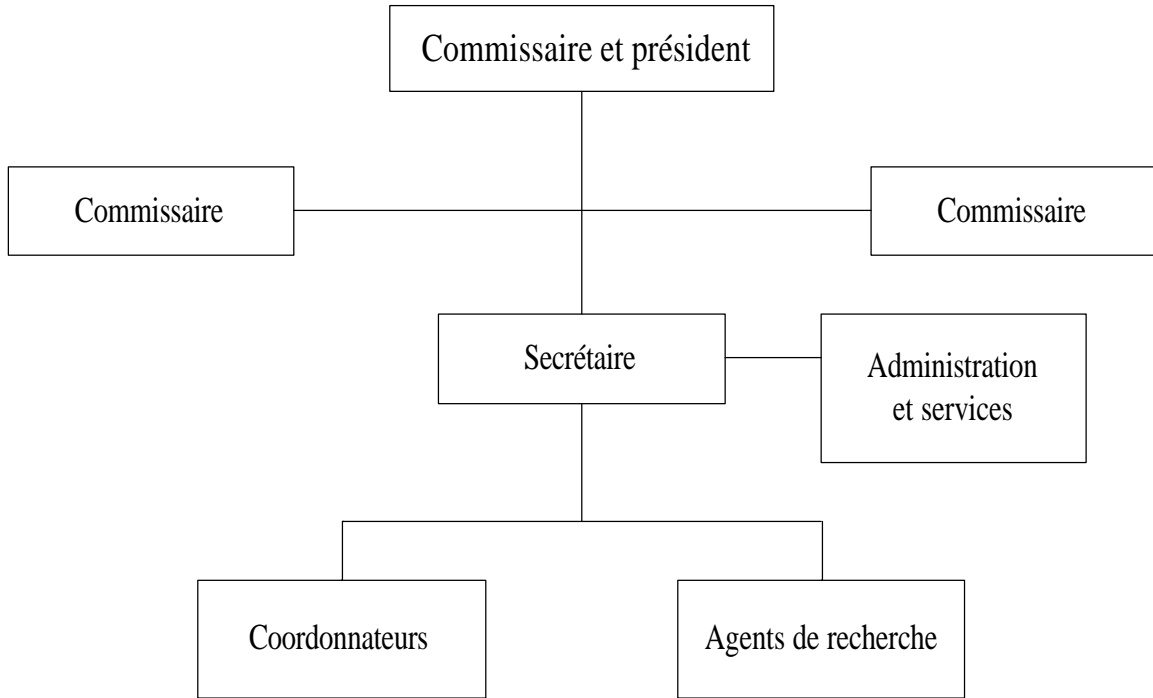 Commissaire et président
Commissaire
Commissaire
Secrétaire
Administration
et services
Coordonnateurs
Agents de recherche